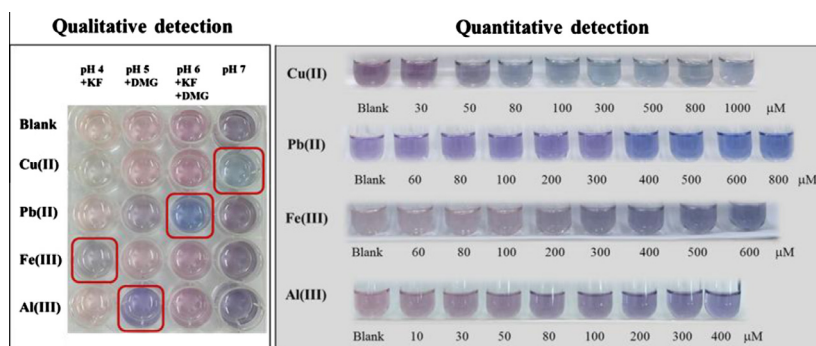 Qualitative detection
pH 4 pH 5 pH 6 pH 7
+KF +DMG +KF
+DMG
Blank
Cu(II)
Pb(II)
Fe(III)
Al(III)
Quantitative detection
Cu(II)
Blank 30 50 80 100 300 500 800 1000 μM
Pb(II)
Blank 60 80 100 200 300 400 500 600 800 μM
Fe(III)
Blank 60 80 100 200 300 400 500 600 μM
Al(III)
Blank 10 30 50 80 100 200 300 400 μM